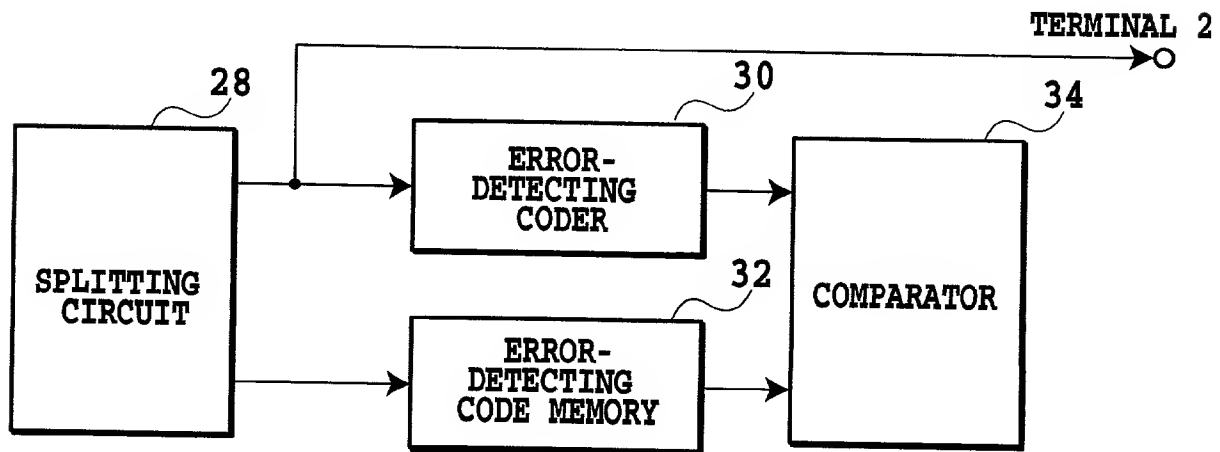 TERMINAL 2
28
30
34
ERROR-
DETECTING
CODER
SPLITTING
CIRCUIT
32
COMPARATOR
ERROR-
DETECTING
CODE MEMORY